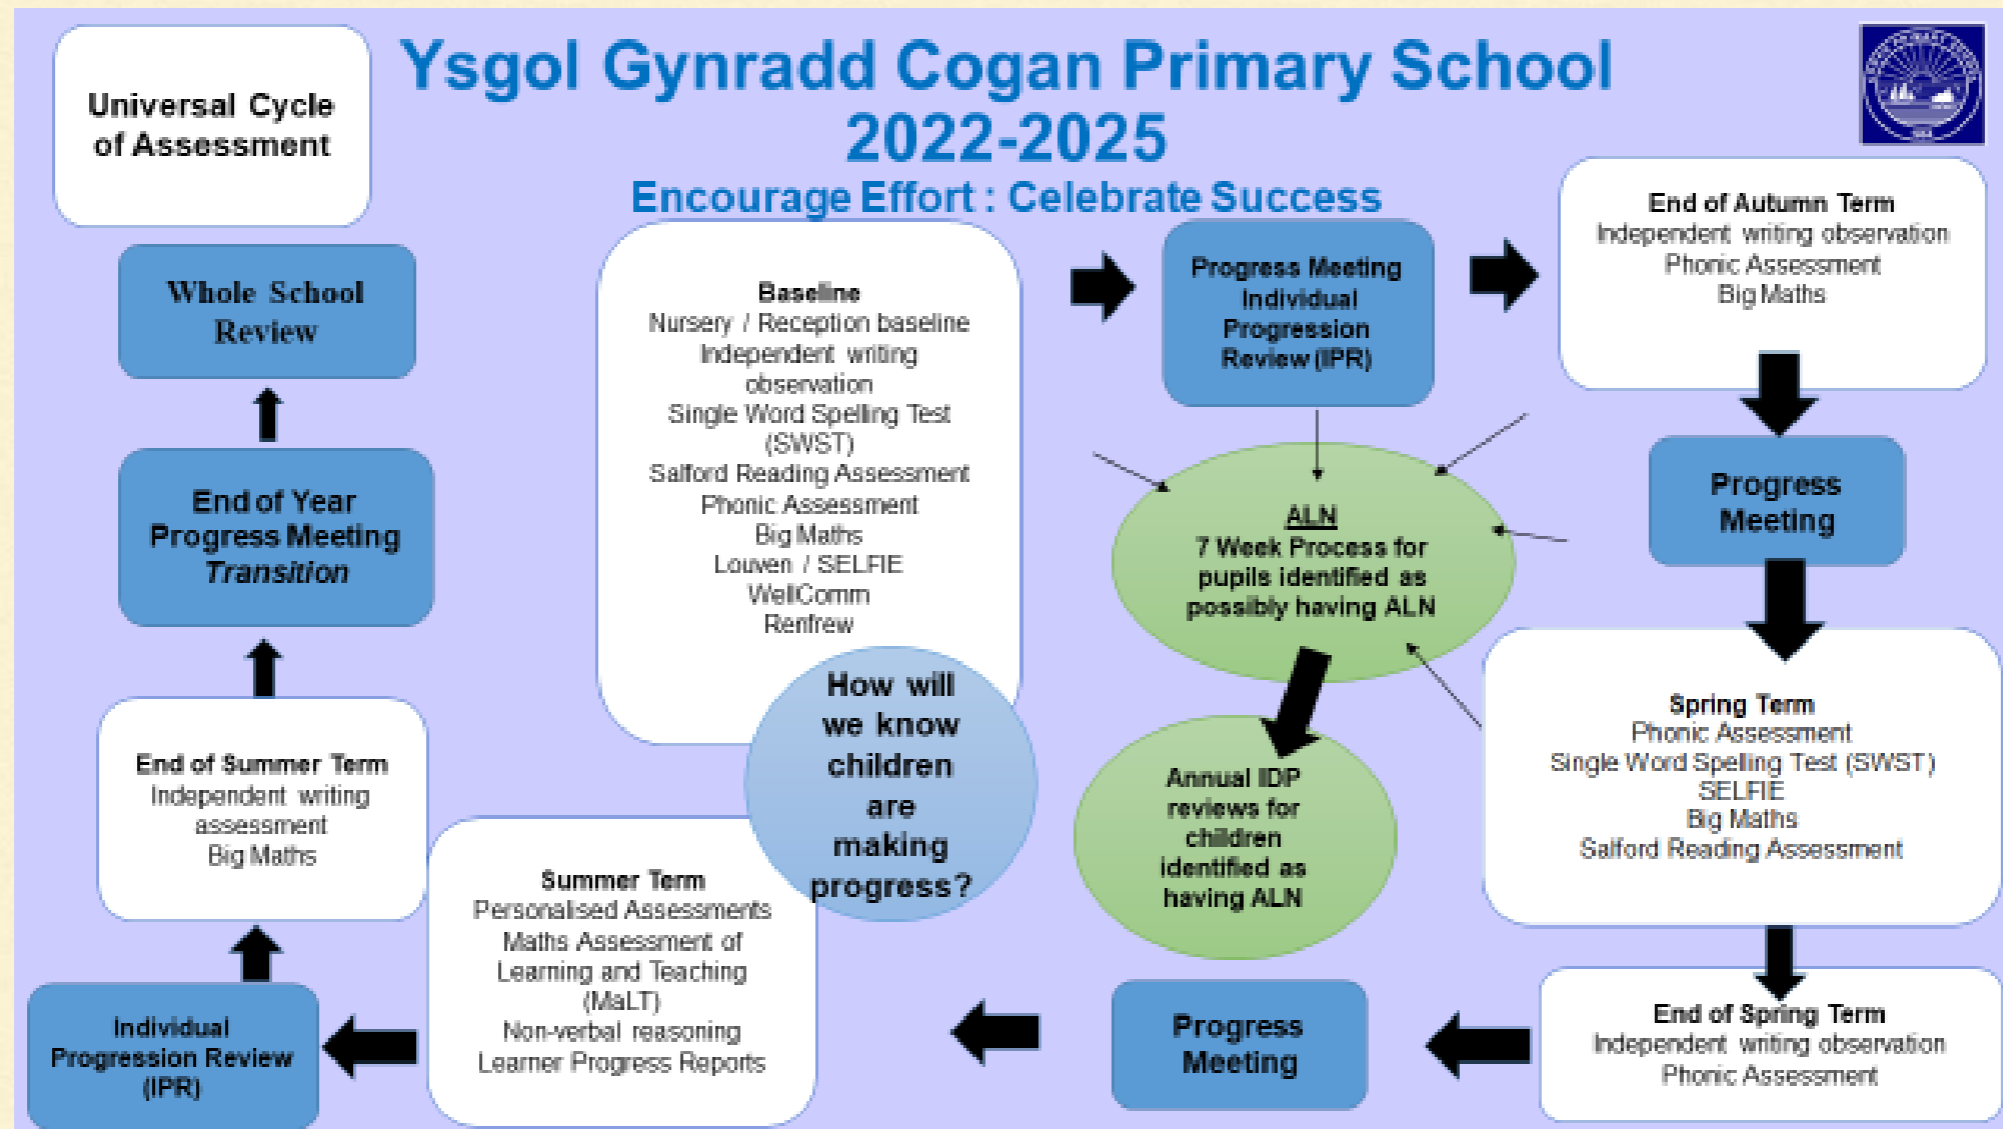 Universal Cycle
of Assessment
Ysgol Gynradd Cogan Primary School
2022-2025
Encourage Effort : Celebrate Success
Baseline
Nursery / Reception baseline
Independent writing
observation
Single Word Spelling Test
(SWST)
Salford Reading Assessment
Phonic Assessment
Big Maths
Louven / SELFIE
WellComm
Renfrew
Progress Meeting
Individual
Progression
Review (IPR)
End of Autumn Term
Independent writing observation
Phonic Assessment
Big Maths
Progress
Meeting
Spring Term
Phonic Assessment
Single Word Spelling Test (SWST)
SELFIE
Big Maths
Salford Reading Assessment
End of Spring Term
Independent writing observation
Phonic Assessment
Progress
Meeting
Summer Term
Personalised Assessments
Maths Assessment of
Learning and Teaching
(MaLT)
Non-verbal reasoning
Learner Progress Reports
Individual
Progression Review
(IPR)
End of Summer Term
Independent writing
assessment
Big Maths
End of Year
Progress Meeting
Transition
Whole School
Review
How will
we know
children
are
making
progress?
ALN
7 Week Process for
pupils identified as
possibly having ALN
Annual IDP
reviews for
children
identified as
having ALN